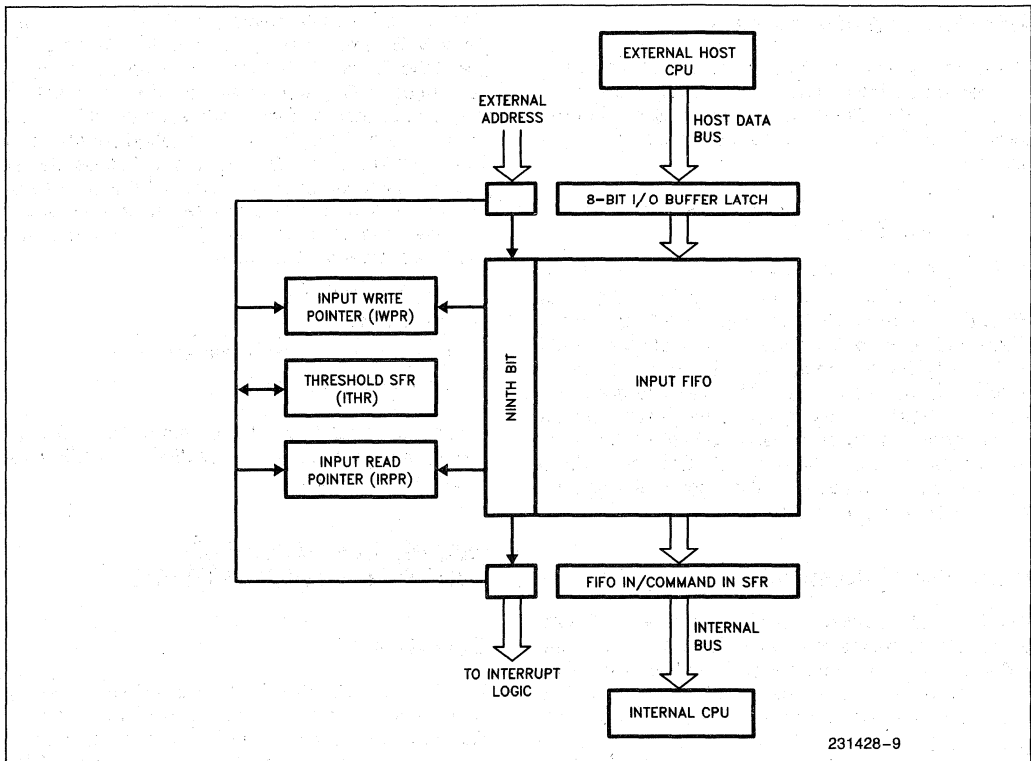 EXTERNAL HOST
CPU
EXTERNAL
ADDRESS
HOST DATA
BUS
8-BIT I/O BUFFER LATCH
INPUT WRITE
POINTER (IWPR)
THRESHOLD SFR
(ITHR)
INPUT READ
POINTER (IRPR)
NINTH BIT
INPUT FIFO
FIFO IN/COMMAND IN SFR
INTERNAL
BUS
TO INTERRUPT
LOGIC
INTERNAL CPU
231428-9